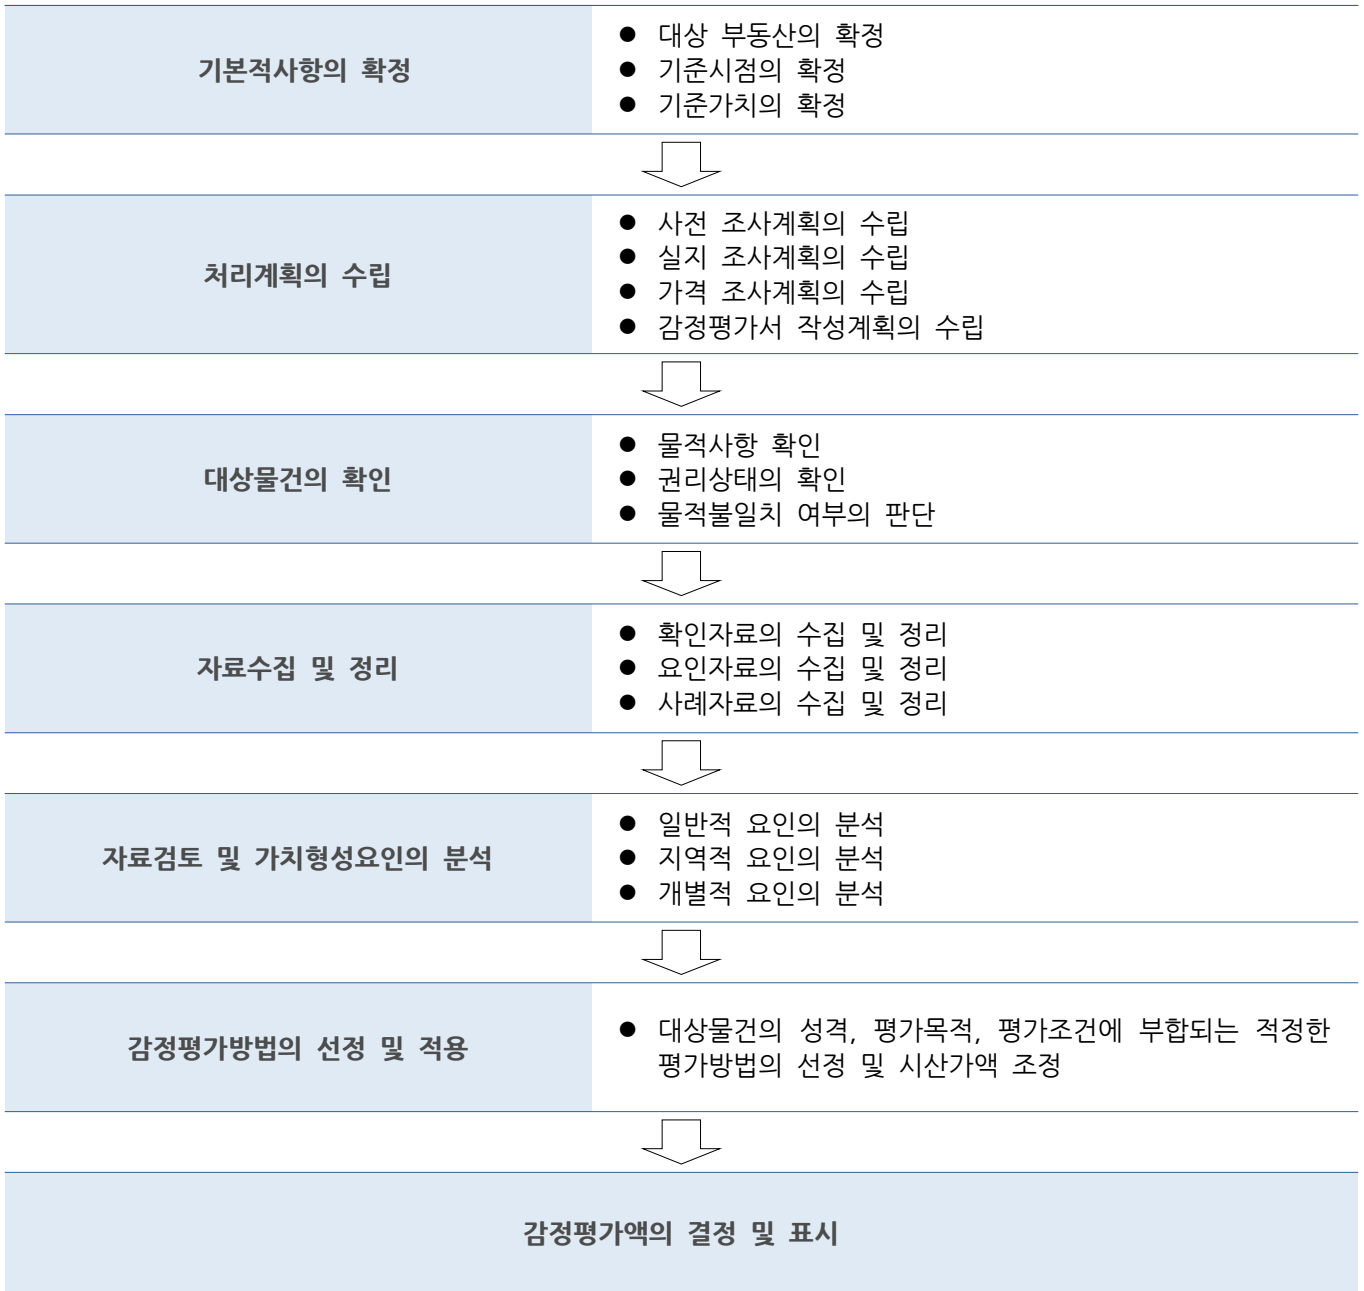 기본적사항의 확정
● 대상 부동산의 확정
● 기준시점의 확정
● 기준가치의 확정
처리계획의 수립
● 사전 조사계획의 수립
● 실지 조사계획의 수립
● 가격 조사계획의 수립
● 감정평가서 작성계획의 수립
대상물건의 확인
● 물적사항 확인
● 권리상태의 확인
● 물적불일치 여부의 판단
자료수집 및 정리
● 확인자료의 수집 및 정리
● 요인자료의 수집 및 정리
● 사례자료의 수집 및 정리
자료검토 및 가치형성요인의 분석
● 일반적 요인의 분석
● 지역적 요인의 분석
● 개별적 요인의 분석
감정평가방법의 선정 및 적용
● 대상물건의 성격, 평가목적, 평가조건에 부합되는 적정한
평가방법의 선정 및 시산가액 조정
감정평가액의 결정 및 표시